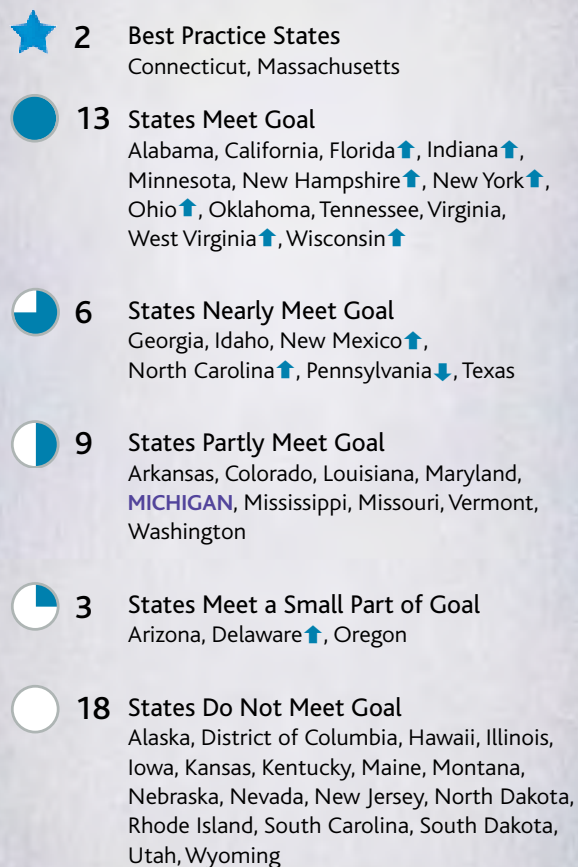 2 Best Practice States
Connecticut, Massachusetts
13 States Meet Goal
Alabama, California, Florida⬆, Indiana⬆,
Minnesota, New Hampshire⬆, New York⬆,
Ohio⬆, Oklahoma, Tennessee, Virginia,
West Virginia⬆, Wisconsin⬆
6 States Nearly Meet Goal
Georgia, Idaho, New Mexico⬆,
North Carolina⬆, Pennsylvania⬇, Texas
9 States Partly Meet Goal
Arkansas, Colorado, Louisiana, Maryland,
MICHIGAN, Mississippi, Missouri, Vermont,
Washington
3 States Meet a Small Part of Goal
Arizona, Delaware⬆, Oregon
18 States Do Not Meet Goal
Alaska, District of Columbia, Hawaii, Illinois,
Iowa, Kansas, Kentucky, Maine, Montana,
Nebraska, Nevada, New Jersey, North Dakota,
Rhode Island, South Carolina, South Dakota,
Utah, Wyoming